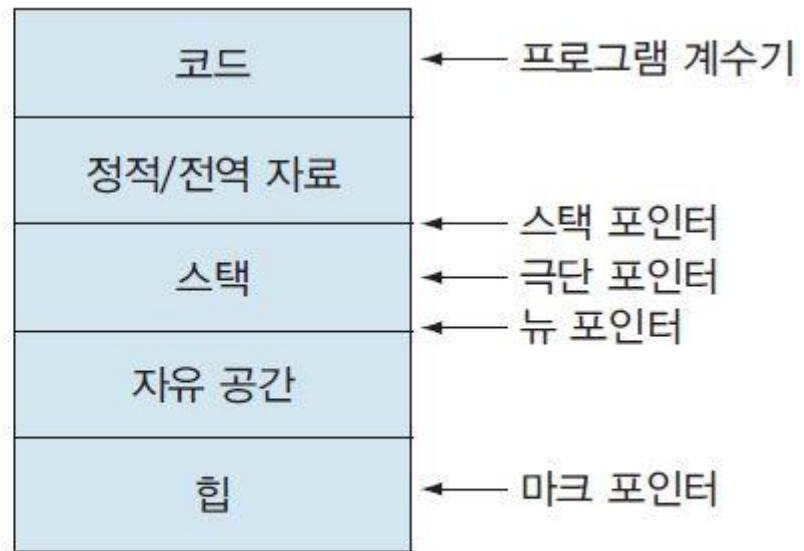 코드
프로그램 계수기
정적/전역 자료
스택 포인터
스택
극단 포인터
뉴 포인터
자유 공간
힙
마크 포인터